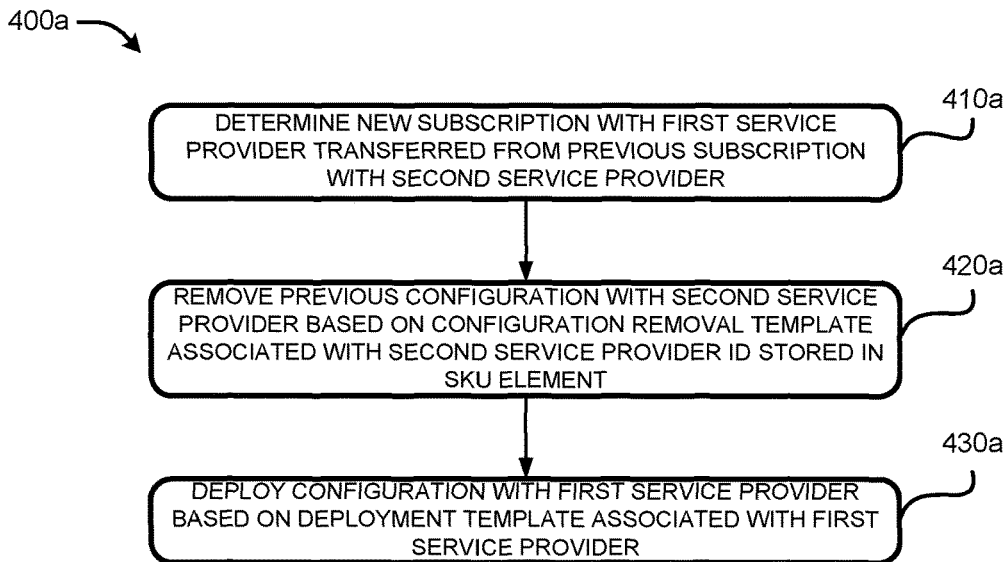 400a
410a
DETERMINE NEW SUBSCRIPTION WITH FIRST SERVICE
PROVIDER TRANSFERRED FROM PREVIOUS SUBSCRIPTION
WITH SECOND SERVICE PROVIDER
420a
REMOVE PREVIOUS CONFIGURATION WITH SECOND SERVICE
PROVIDER BASED ON CONFIGURATION REMOVAL TEMPLATE
ASSOCIATED WITH SECOND SERVICE PROVIDER ID STORED IN
SKU ELEMENT
430a
DEPLOY CONFIGURATION WITH FIRST SERVICE PROVIDER
BASED ON DEPLOYMENT TEMPLATE ASSOCIATED WITH FIRST
SERVICE PROVIDER